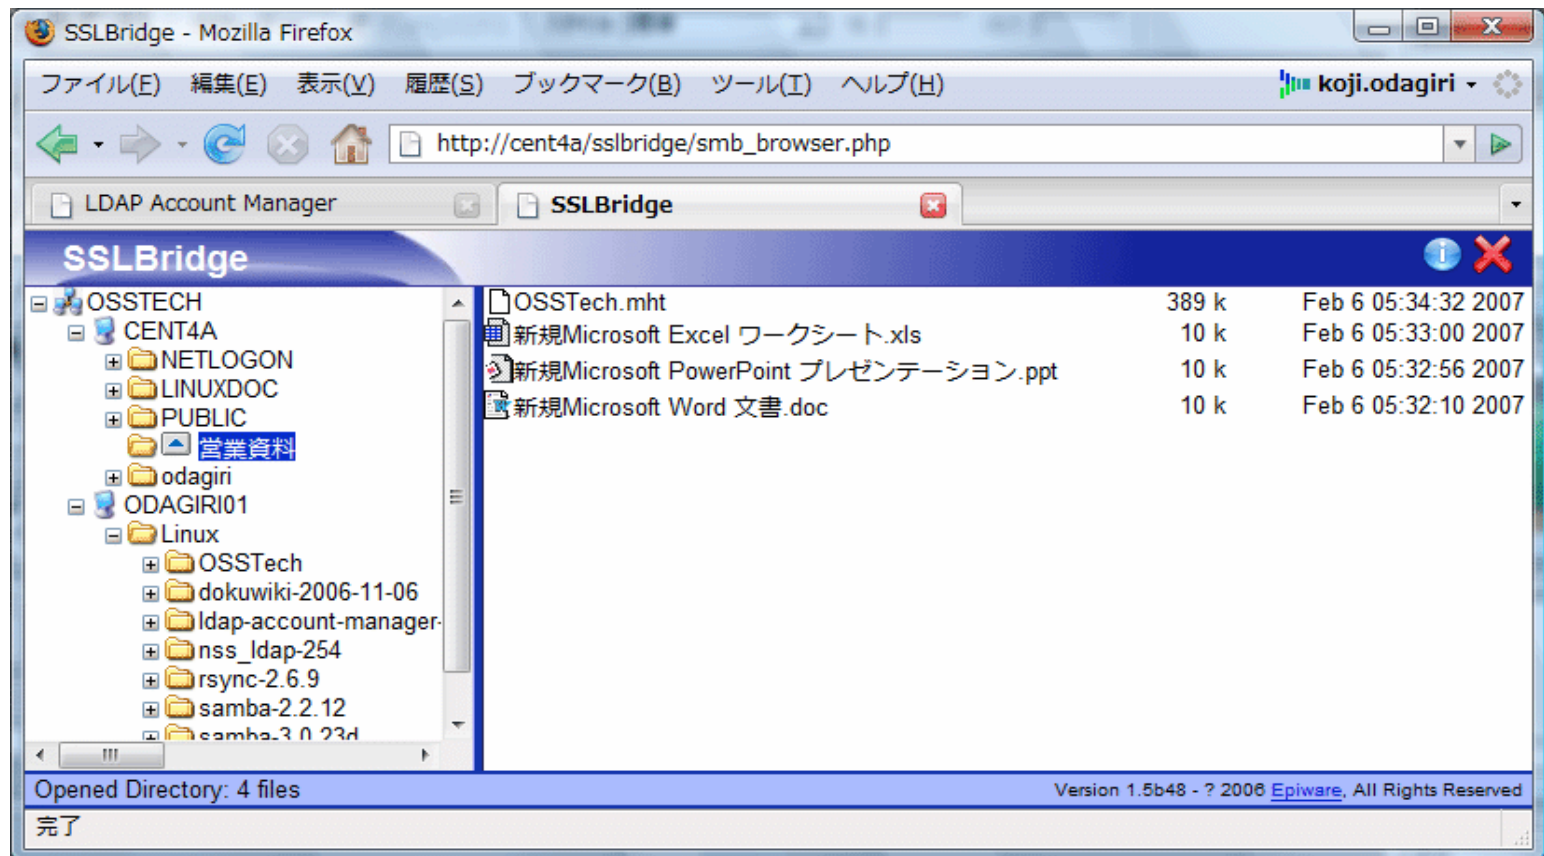 SSLBridge - Mozilla Firefox
ファイル(F) 編集(E) 表示(V) 履歴(S) ブックマーク(B) ツール(T) ヘルプ(H) koji.odagiri
http://cent4a/sslbridge/smb_browser.php
LDAP Account Manager SSLBridge
SSLBridge
OSSTECH
CENT4A
NETLOGON
LINUXDOC
PUBLIC
営業資料
odagiri
ODAGIRI01
Linux
OSSTech
dokuwiki-2006-11-06
ldap-account-manager-
nss_ldap-254
rsync-2.6.9
samba-2.2.12
samba-3.0.23d
OSSTech.mht 389 k Feb 6 05:34:32 2007
新規Microsoft Excel ワークシート.xls 10 k Feb 6 05:33:00 2007
新規Microsoft PowerPoint プレゼンテーション.ppt 10 k Feb 6 05:32:56 2007
新規Microsoft Word 文書.doc 10 k Feb 6 05:32:10 2007
Opened Directory: 4 files Version 1.5b48 - ? 2006 Epiware, All Rights Reserved
完了